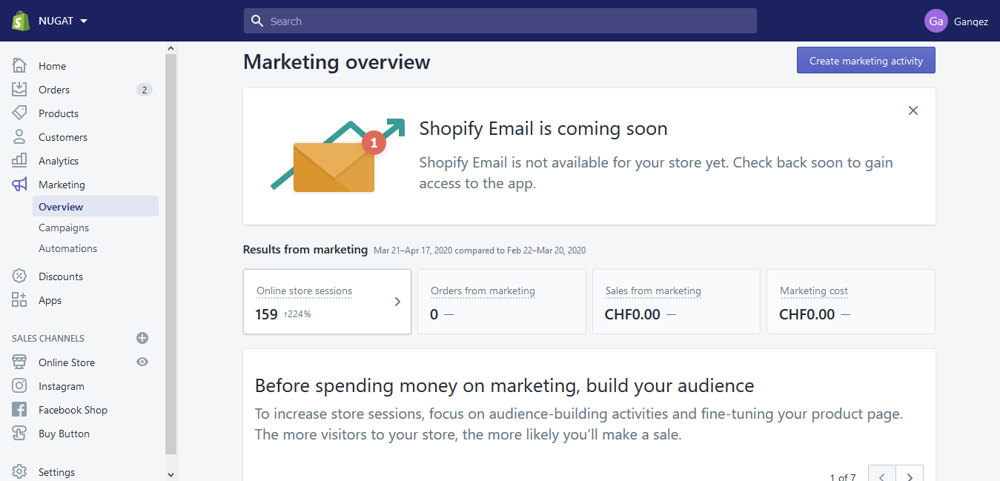 NUGAT
Search
Ga
Gangez
Home
Orders
2
Products
Customers
Analytics
Marketing
Overview
Campaigns
Automations
Discounts
Apps
SALES CHANNELS
Online Store
Instagram
Facebook Shop
Buy Button
Settings
Marketing overview
Create marketing activity
1
Shopify Email is coming soon
Shopify Email is not available for your store yet. Check back soon to gain
access to the app.
Results from marketing Mar 21–Apr 17, 2020 compared to Feb 22–Mar 20, 2020
Online store sessions
159 ↑224%
Orders from marketing
0 —
Sales from marketing
CHF0.00 —
Marketing cost
CHF0.00 —
Before spending money on marketing, build your audience
To increase store sessions, focus on audience-building activities and fine-tuning your product page.
The more visitors to your store, the more likely you’ll make a sale.
1 of 7